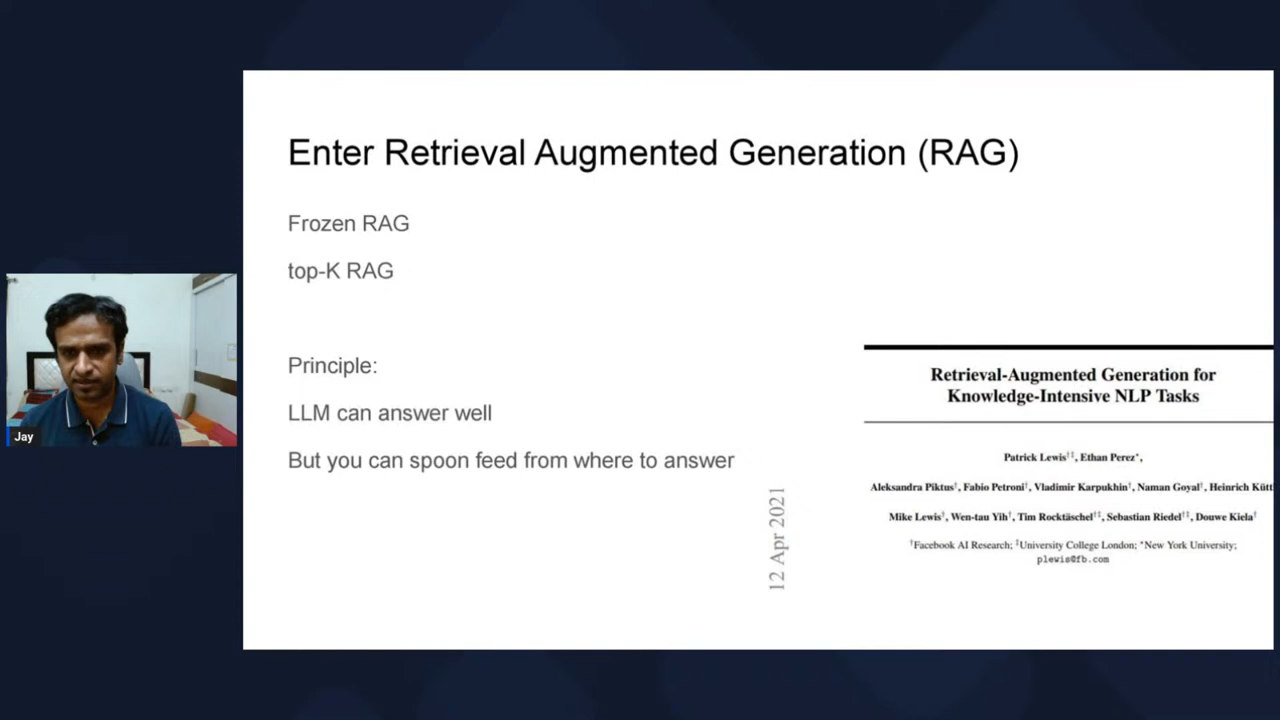 Enter Retrieval Augmented Generation (RAG)
Frozen RAG
top-K RAG
Principle:
LLM can answer well
But you can spoon feed from where to answer
12 Apr 2021
Retrieval-Augmented Generation for
Knowledge-Intensive NLP Tasks
Patrick Lewis†‡, Ethan Perez⋆,
Aleksandra Piktus†, Fabio Petroni†, Vladimir Karpukhin†, Naman Goyal†, Heinrich Kütt
Mike Lewis†, Wen-tau Yih†, Tim Rocktäschel†‡, Sebastian Riedel†‡, Douwe Kiela†
†Facebook AI Research; ‡University College London; ⋆New York University;
plewis@fb.com
Jay